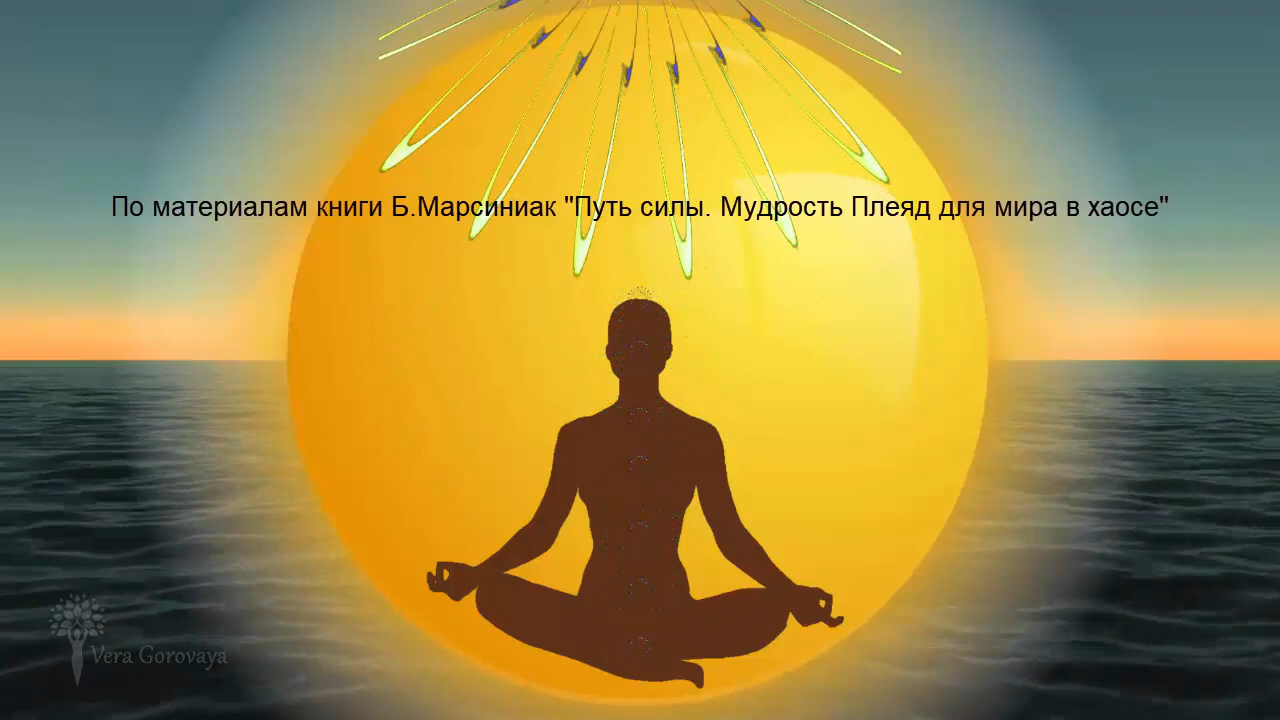 По материалам книги Б.Марсиниак "Путь силы. Мудрость Плеяд для мира в хаосе"
Vera Gorovaya